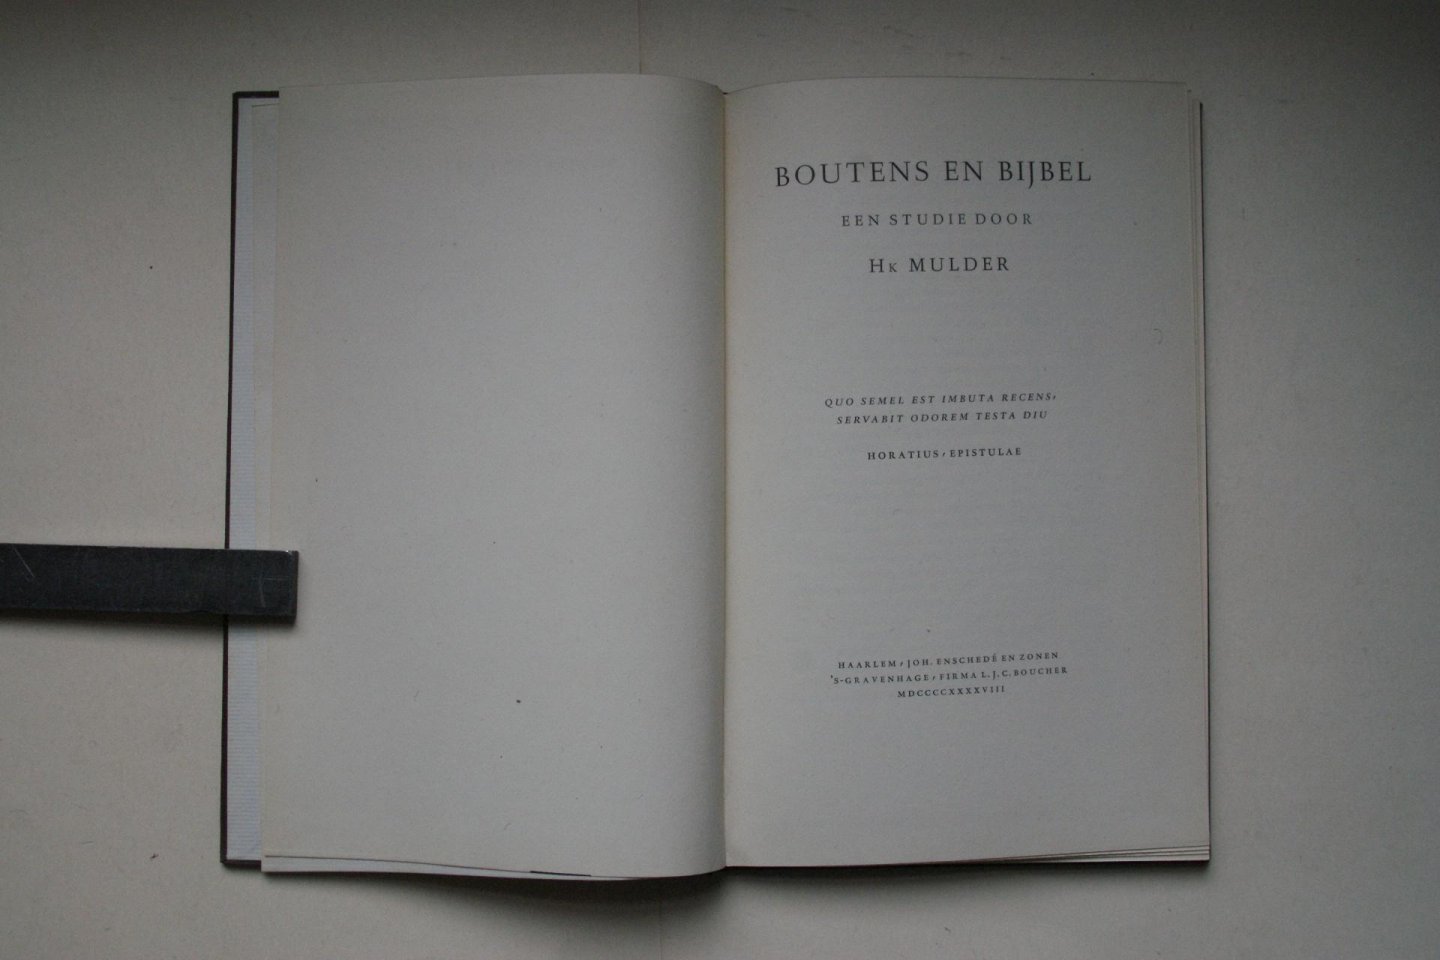 BOUTENS EN BIJBEL
EEN STUDIE DOOR
HK MULDER
QUO SEMEL EST IMBUTA RECENS,
SERVABIT ODOREM TESTA DIU
HORATIUS, EPISTULAE
HAARLEM, JOH. ENSCHEDÉ EN ZONEN
'S-GRAVENHAGE, FIRMA L. J. C. BOUCHER
MDCCCCXXXXVIII